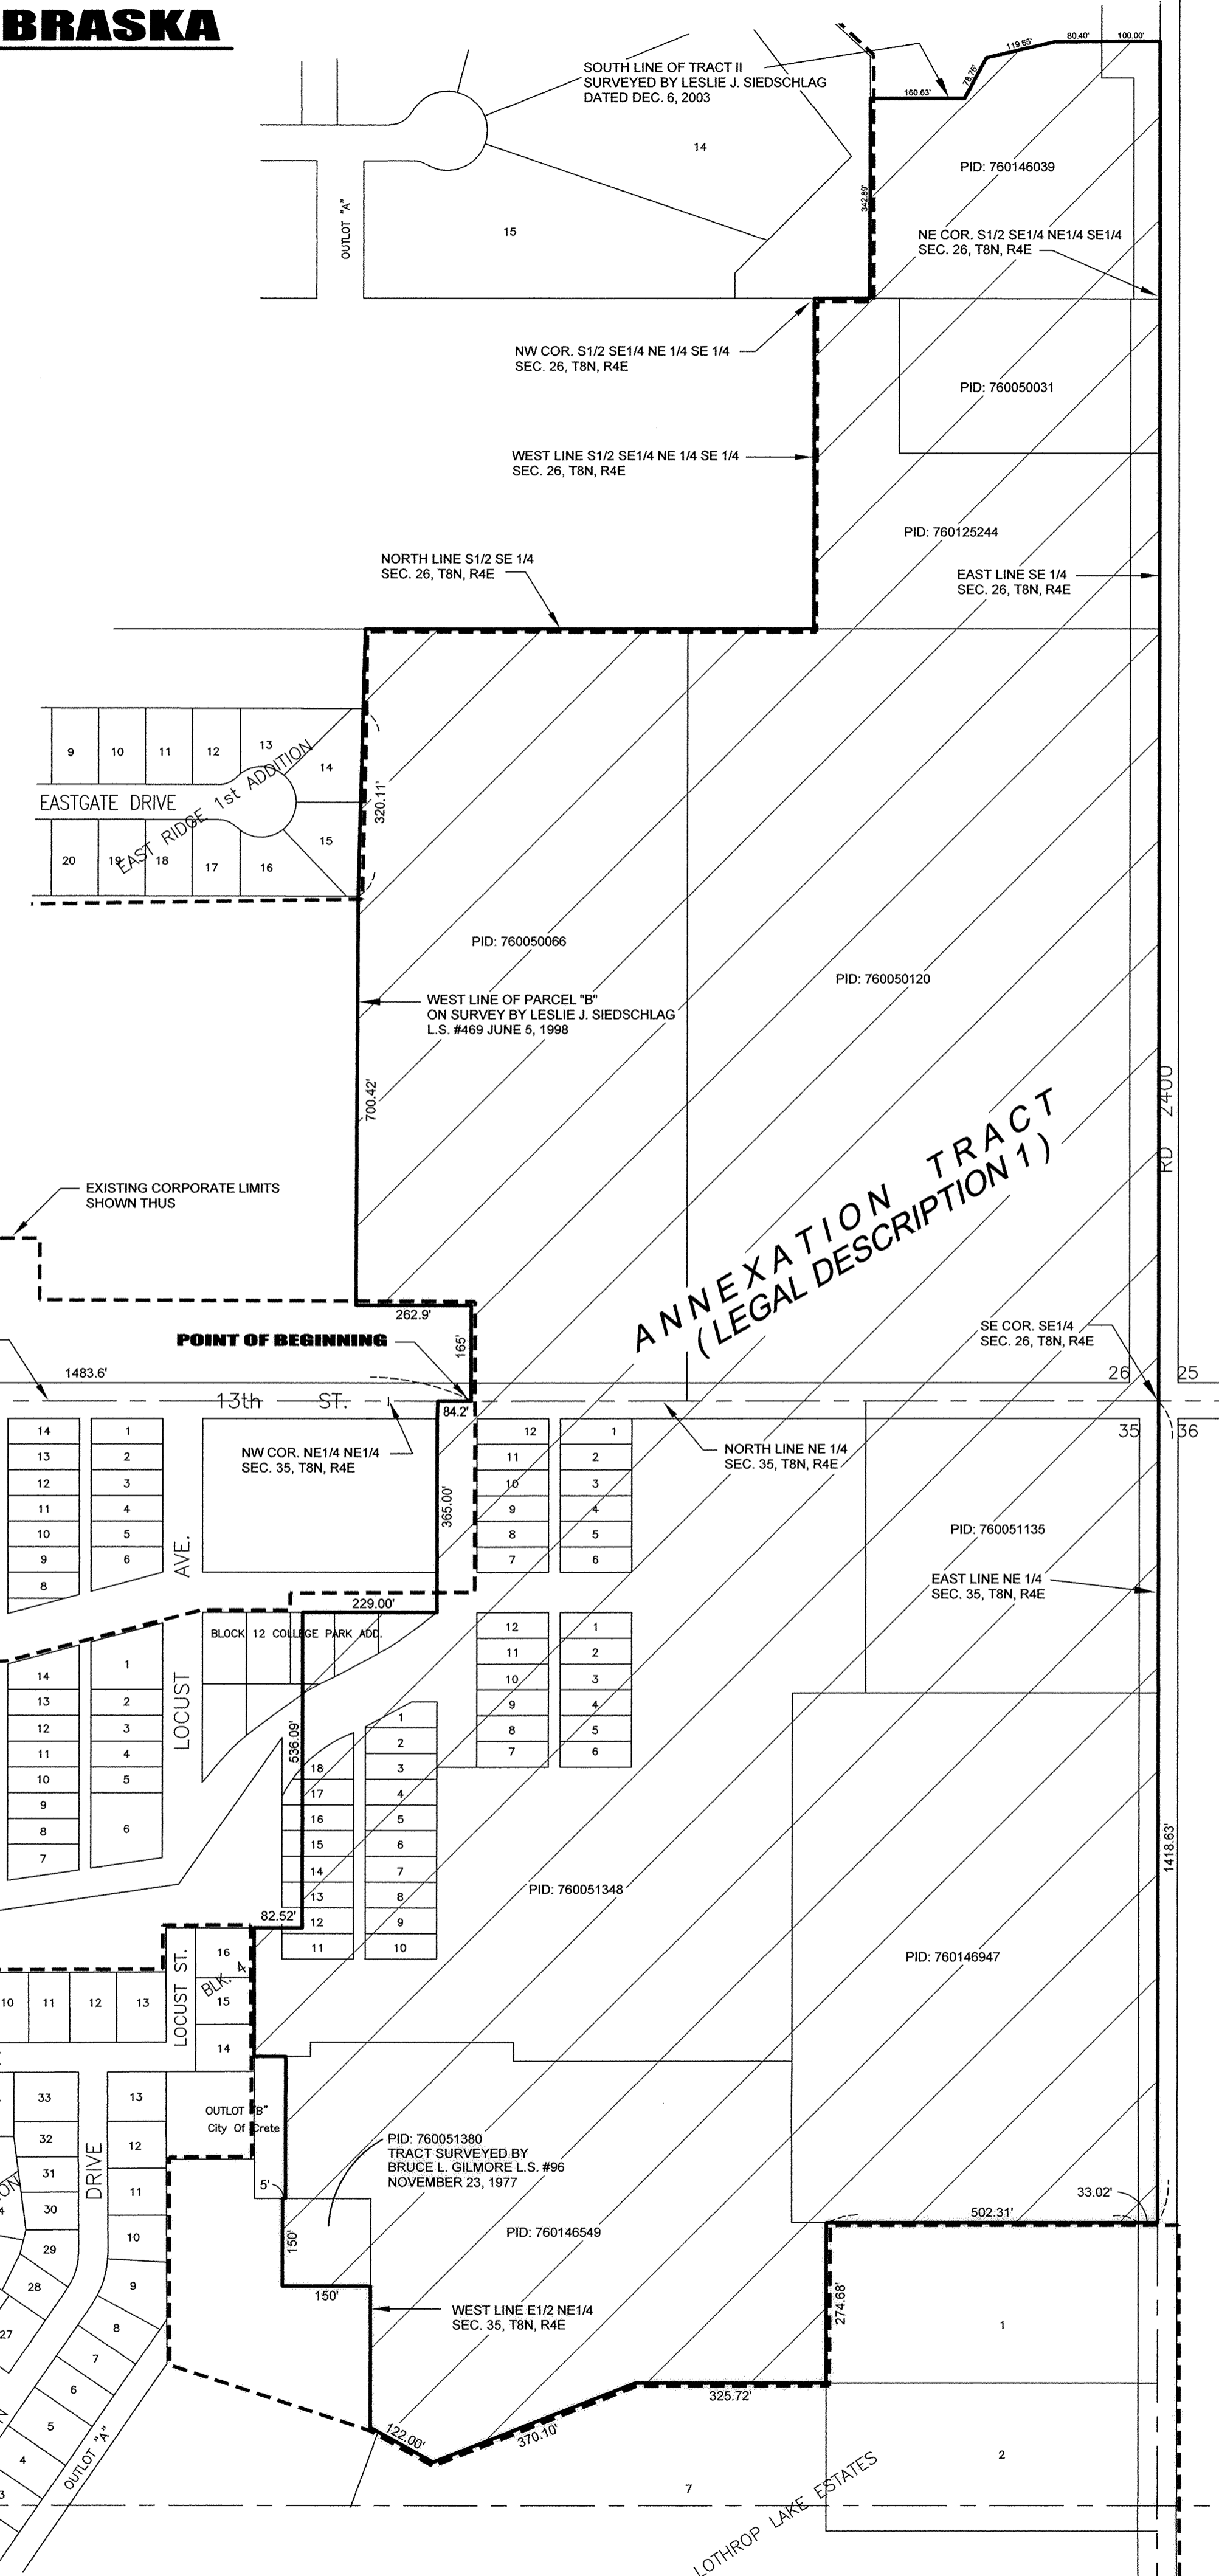 BRASKA
SOUTH LINE OF TRACT II
SURVEYED BY LESLIE J. SIEDSCHLAG
DATED DEC. 6, 2003
119.65'
80.40'
100.00'
78.76'
160.63'
14
PID: 760146039
342.89'
OUTLOT "A"
15
NE COR. S1/2 SE1/4 NE1/4 SE1/4
SEC. 26, T8N, R4E
NW COR. S1/2 SE1/4 NE 1/4 SE 1/4
SEC. 26, T8N, R4E
PID: 760050031
WEST LINE S1/2 SE1/4 NE 1/4 SE 1/4
SEC. 26, T8N, R4E
PID: 760125244
NORTH LINE S1/2 SE 1/4
SEC. 26, T8N, R4E
EAST LINE SE 1/4
SEC. 26, T8N, R4E
9
10
11
12
13
14
320.11'
EASTGATE DRIVE
EAST RIDGE 1st ADDITION
20
19
18
17
16
15
PID: 760050066
PID: 760050120
WEST LINE OF PARCEL "B"
ON SURVEY BY LESLIE J. SIEDSCHLAG
L.S. #469 JUNE 5, 1998
700.42'
RD 2400
ANNEXATION TRACT
( LEGAL DESCRIPTION 1 )
EXISTING CORPORATE LIMITS
SHOWN THUS
262.9'
POINT OF BEGINNING
165'
SE COR. SE1/4
SEC. 26, T8N, R4E
1483.6'
26
25
13th ST.
84.2'
35
36
NW COR. NE1/4 NE1/4
SEC. 35, T8N, R4E
NORTH LINE NE 1/4
SEC. 35, T8N, R4E
14
13
12
11
10
9
8
1
2
3
4
5
6
AVE.
365.00'
12
11
10
9
8
7
1
2
3
4
5
6
PID: 760051135
EAST LINE NE 1/4
SEC. 35, T8N, R4E
229.00'
BLOCK 12 COLLEGE PARK ADD.
14
13
12
11
10
9
8
7
1
2
3
4
5
6
LOCUST
536.09'
12
11
10
9
8
7
1
2
3
4
5
6
18
17
16
15
14
13
12
11
1
2
3
4
5
6
7
8
9
10
1418.63'
PID: 760051348
82.52'
PID: 760146947
LOCUST ST.
16
BLK. 4
15
14
10
11
12
13
33
32
31
30
29
28
27
DRIVE
13
12
11
10
9
8
7
6
5
4
3
OUTLOT "B"
City Of Crete
PID: 760051380
TRACT SURVEYED BY
BRUCE L. GILMORE L.S. #96
NOVEMBER 23, 1977
5'
150'
150'
PID: 760146549
33.02'
502.31'
WEST LINE E1/2 NE1/4
SEC. 35, T8N, R4E
274.68'
1
325.72'
370.10'
122.00'
2
OUTLOT "A"
7
LOTHROP LAKE ESTATES